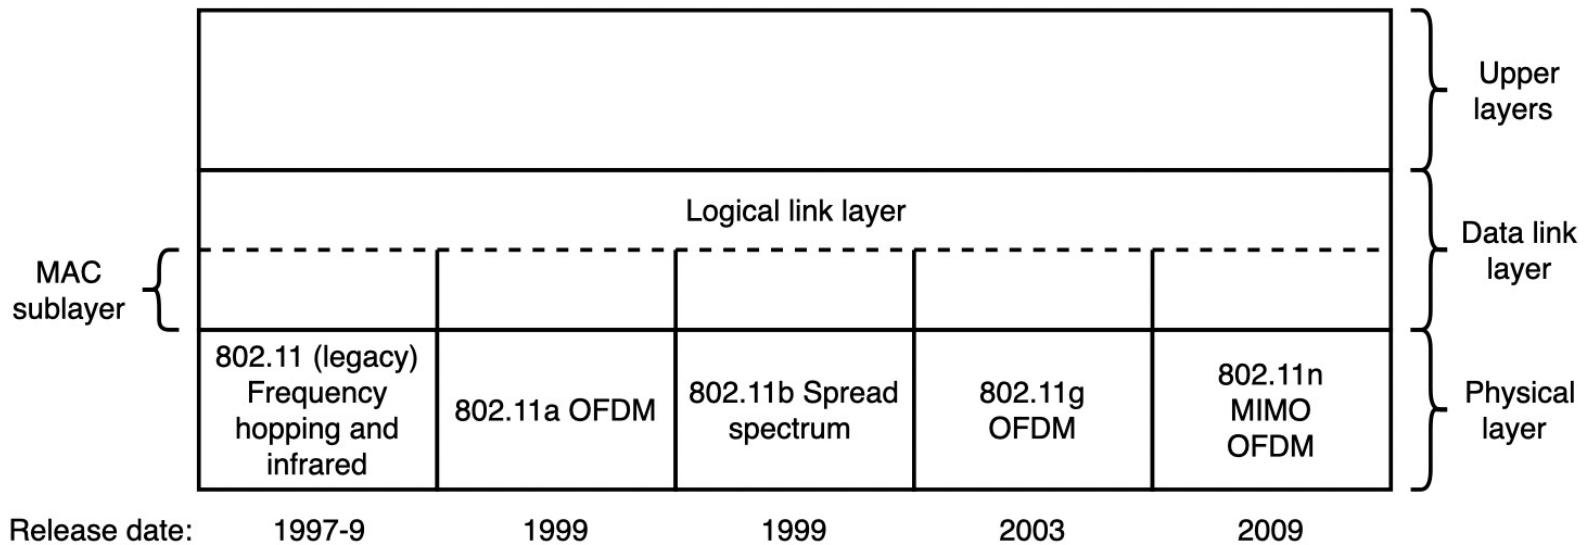 Upper
layers
Logical link layer
Data link
layer
MAC
sublayer
802.11 (legacy)
Frequency
hopping and
infrared
802.11a OFDM
802.11b Spread
spectrum
802.11g
OFDM
802.11n
MIMO
OFDM
Physical
layer
Release date: 1997-9 1999 1999 2003 2009